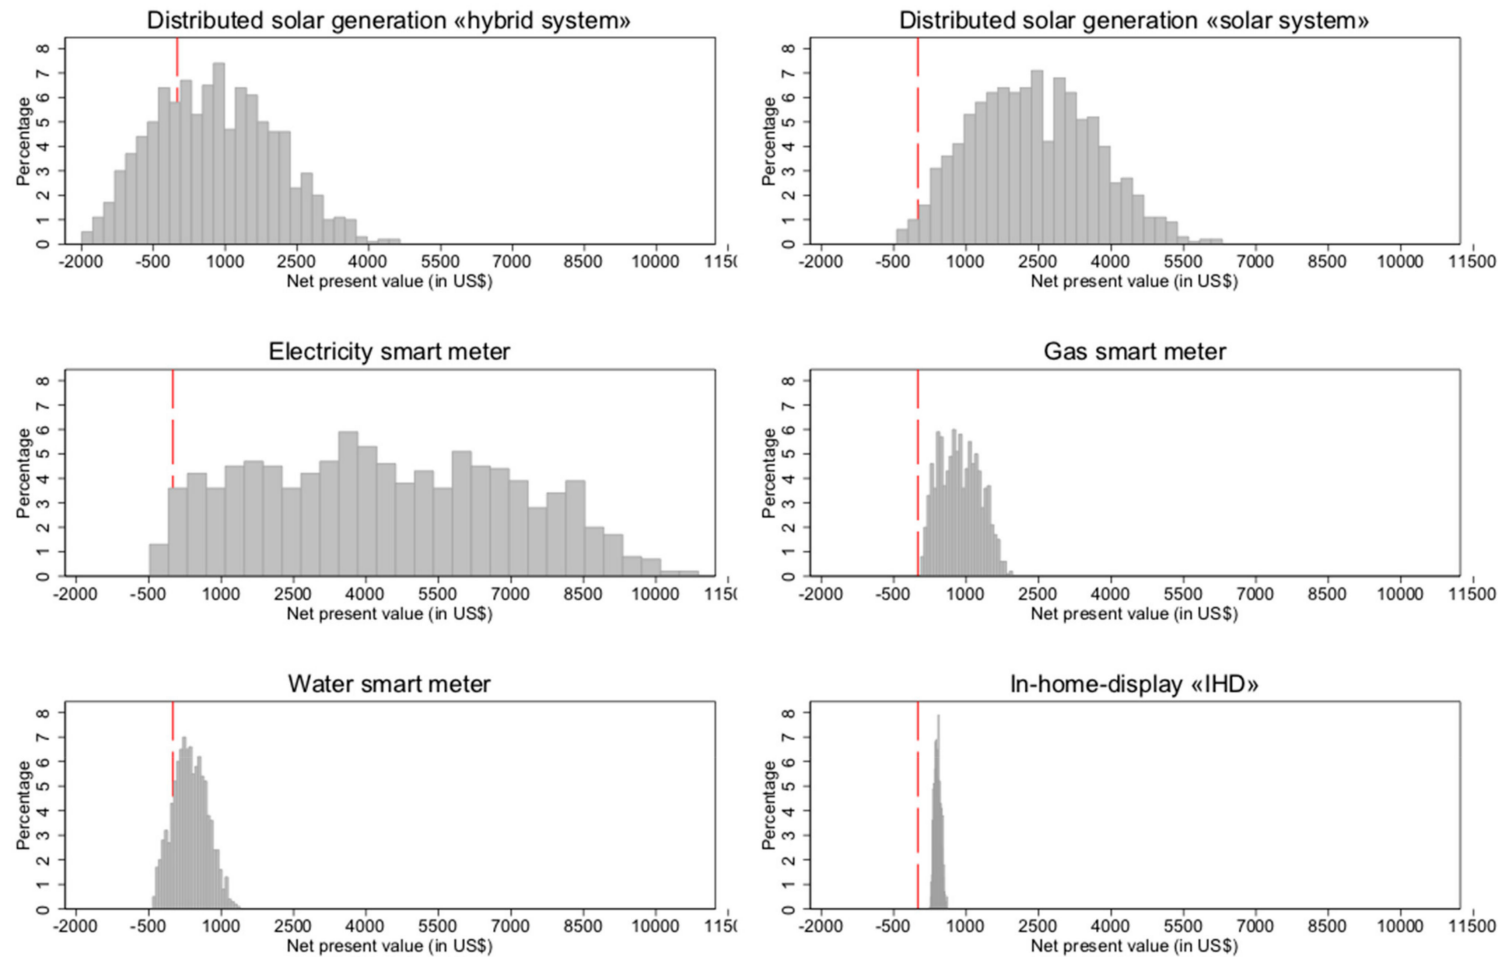 Distributed solar generation «hybrid system»
Percentage
8
7
6
5
4
3
2
1
0
-2000 -500 1000 2500 4000 5500 7000 8500 10000 1150
Net present value (in US$)
Distributed solar generation «solar system»
Percentage
8
7
6
5
4
3
2
1
0
-2000 -500 1000 2500 4000 5500 7000 8500 10000 11500
Net present value (in US$)
Electricity smart meter
Percentage
8
7
6
5
4
3
2
1
0
-2000 -500 1000 2500 4000 5500 7000 8500 10000 1150
Net present value (in US$)
Gas smart meter
Percentage
8
7
6
5
4
3
2
1
0
-2000 -500 1000 2500 4000 5500 7000 8500 10000 11500
Net present value (in US$)
Water smart meter
Percentage
8
7
6
5
4
3
2
1
0
-2000 -500 1000 2500 4000 5500 7000 8500 10000 1150
Net present value (in US$)
In-home-display «IHD»
Percentage
8
7
6
5
4
3
2
1
0
-2000 -500 1000 2500 4000 5500 7000 8500 10000 11500
Net present value (in US$)